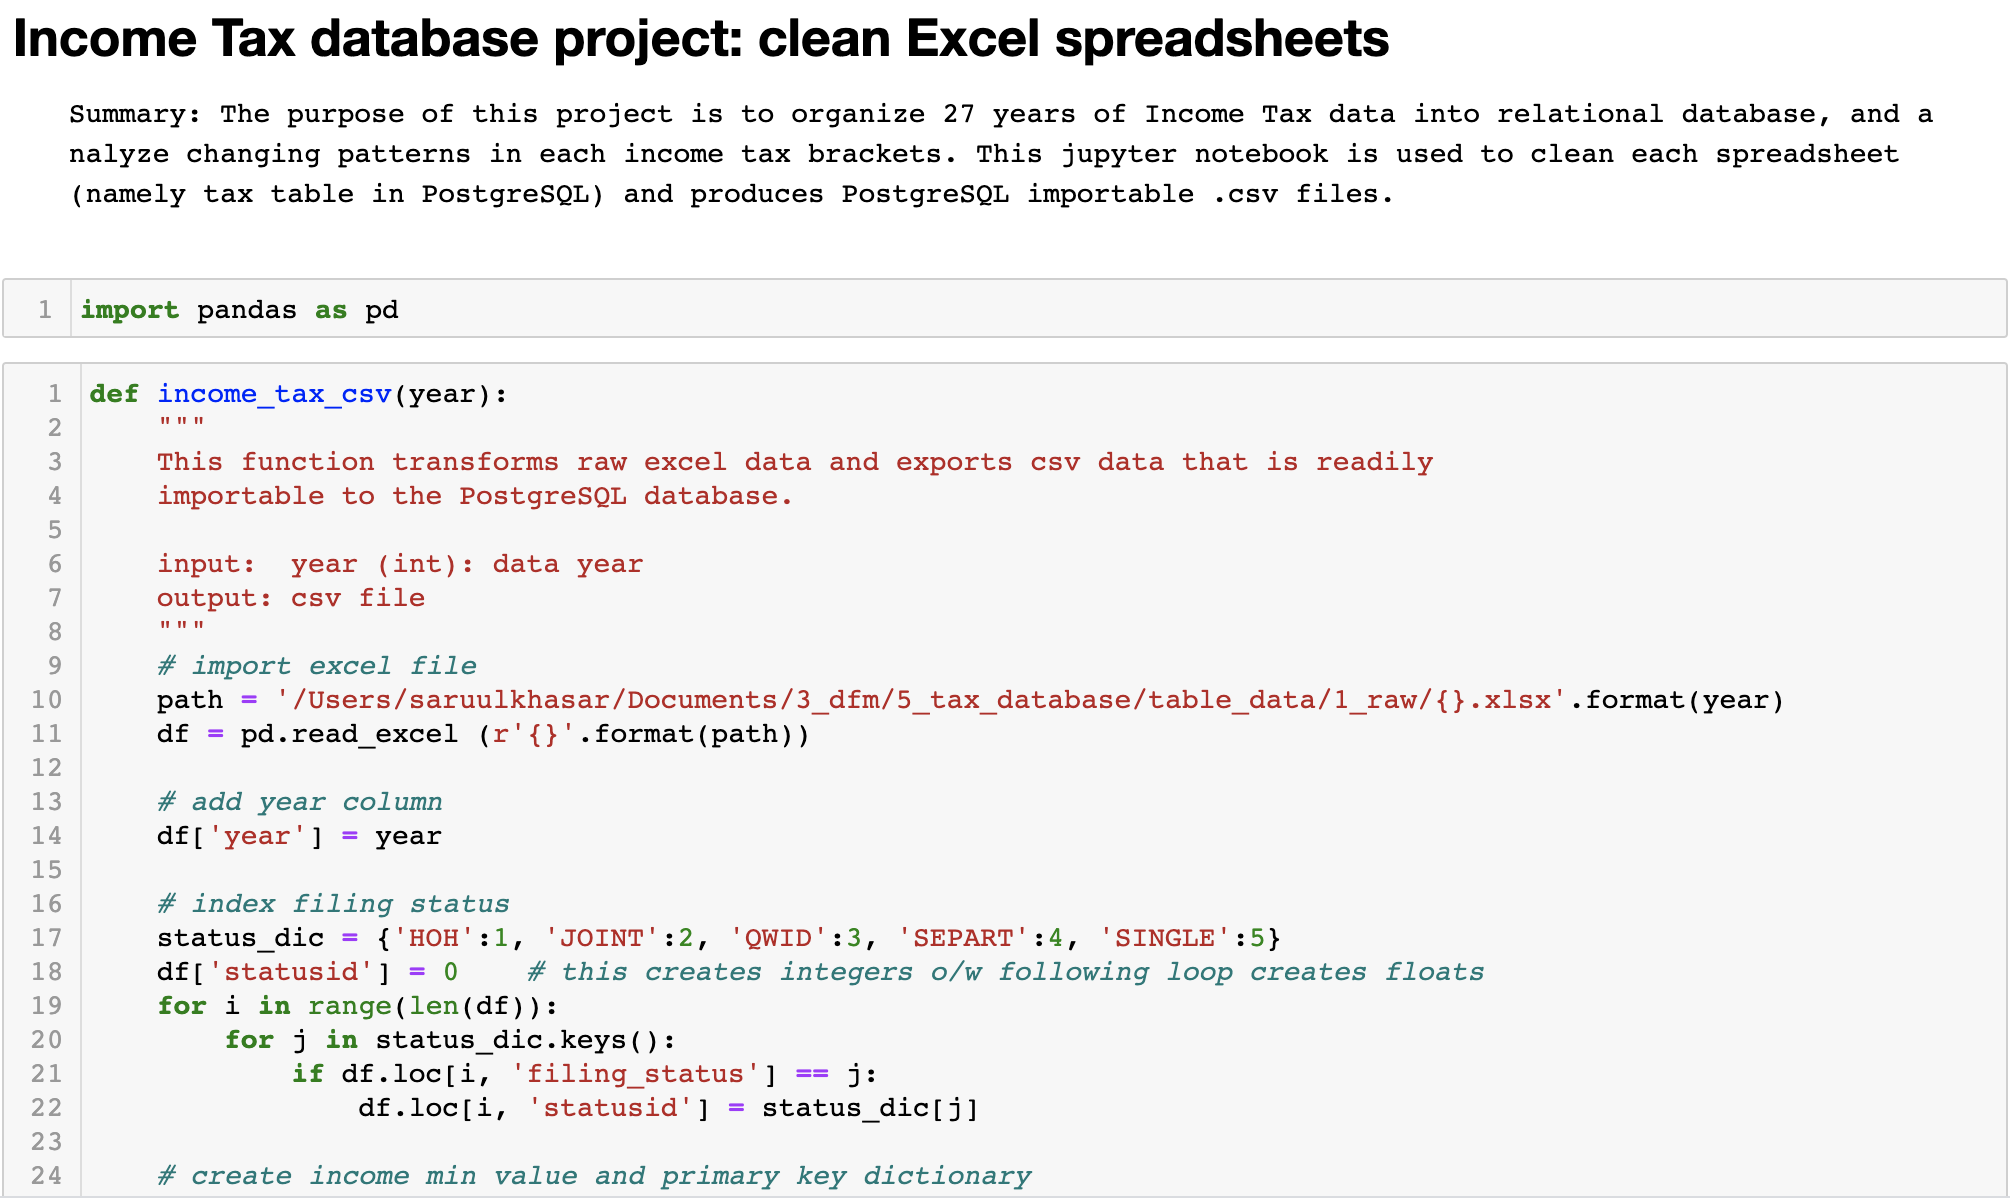 Income Tax database project: clean Excel spreadsheets
Summary: The purpose of this project is to organize 27 years of Income Tax data into relational database, and a
nalyze changing patterns in each income tax brackets. This jupyter notebook is used to clean each spreadsheet
(namely tax table in PostgreSQL) and produces PostgreSQL importable .csv files.
1 import pandas as pd
1 def income_tax_csv(year):
2     """
3     This function transforms raw excel data and exports csv data that is readily
4     importable to the PostgreSQL database.
5
6     input:  year (int): data year
7     output: csv file
8     """
9     # import excel file
10     path = '/Users/saruulkhasar/Documents/3_dfm/5_tax_database/table_data/1_raw/{}.xlsx'.format(year)
11     df = pd.read_excel (r'{}'.format(path))
12
13     # add year column
14     df['year'] = year
15
16     # index filing status
17     status_dic = {'HOH':1, 'JOINT':2, 'QWID':3, 'SEPART':4, 'SINGLE':5}
18     df['statusid'] = 0    # this creates integers o/w following loop creates floats
19     for i in range(len(df)):
20         for j in status_dic.keys():
21             if df.loc[i, 'filing_status'] == j:
22                 df.loc[i, 'statusid'] = status_dic[j]
23
24     # create income min value and primary key dictionary